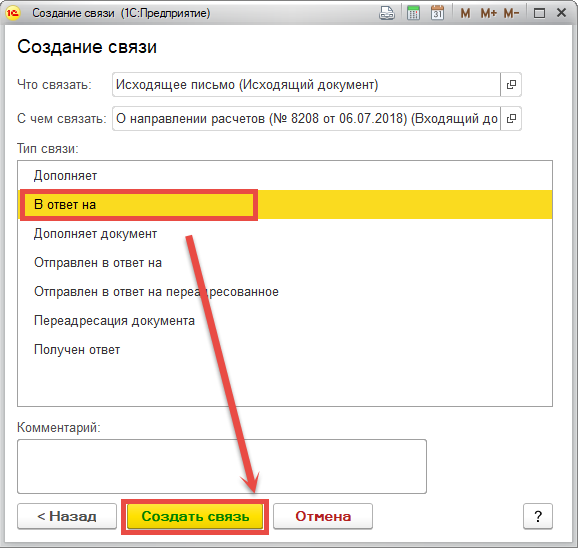 Создание связи (1С:Предприятие)
31 M M+ M-
Создание связи
Что связать: Исходящее письмо (Исходящий документ)
С чем связать: О направлении расчетов (№ 8208 от 06.07.2018) (Входящий до
Тип связи:
Дополняет
В ответ на
Дополняет документ
Отправлен в ответ на
Отправлен в ответ на переадресованное
Переадресация документа
Получен ответ
Комментарий:
< Назад Создать связь Отмена ?